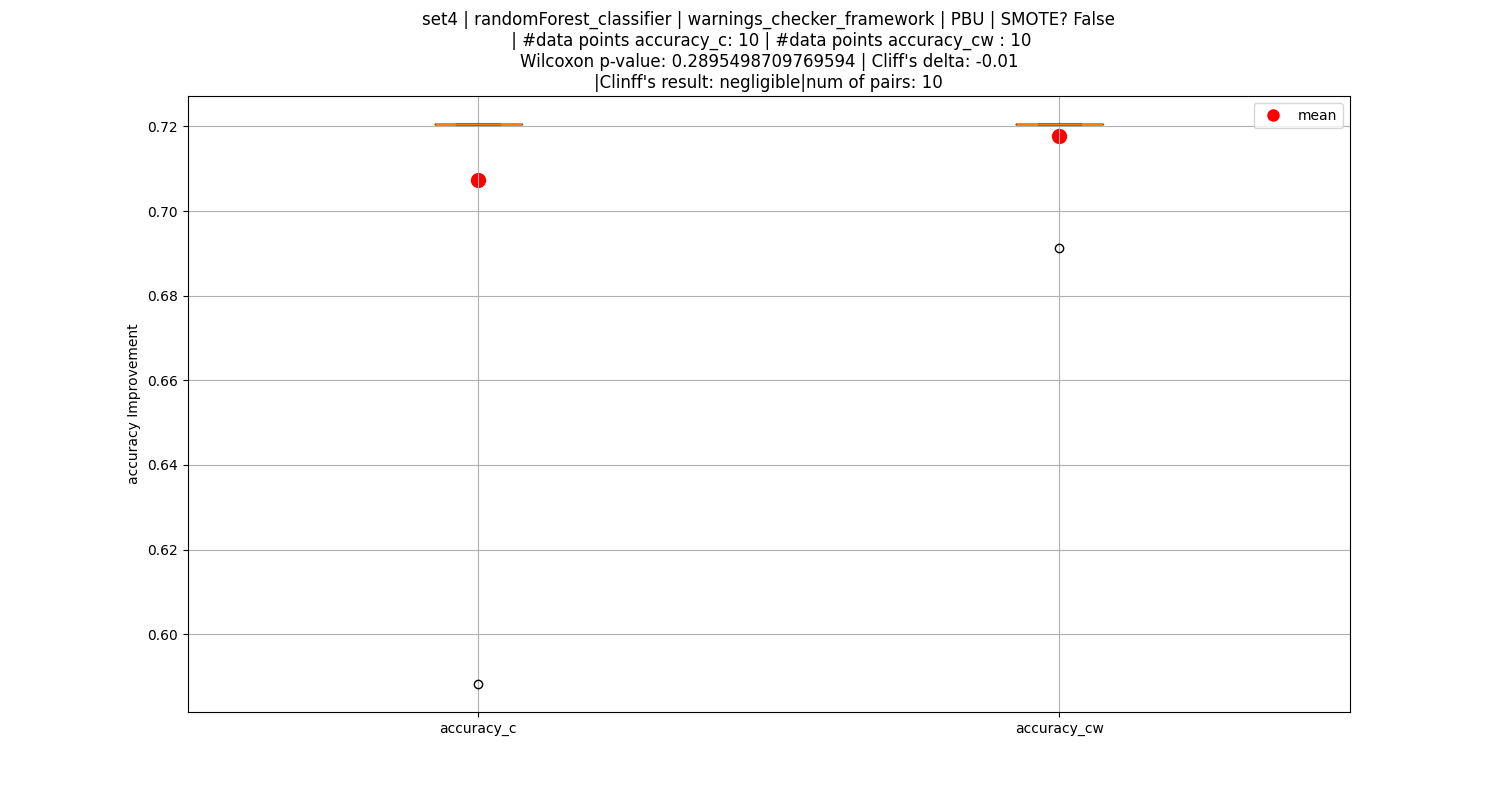 set4 | randomForest_classifier | warnings_checker_framework | PBU | SMOTE? False
| #data points accuracy_c: 10 | #data points accuracy_cw : 10
Wilcoxon p-value: 0.2895498709769594 | Cliff's delta: -0.01
|Clinff's result: negligible|num of pairs: 10
mean
0.72
0.70
0.68
0.66
0.64
0.62
0.60
accuracy Improvement
accuracy_c
accuracy_cw